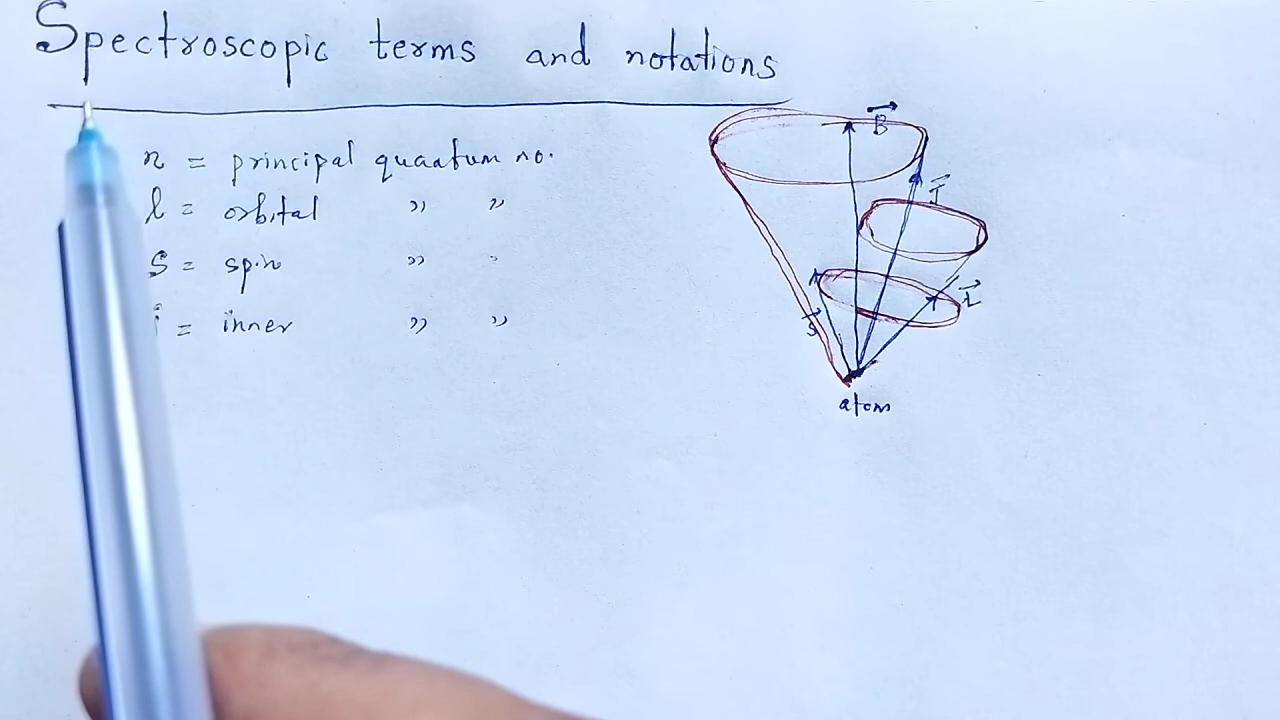 Spectroscopic terms and notations
n = principal quantum no.
l = orbital " "
s = spin " "
j = inner " "
B
J
L
S
atom